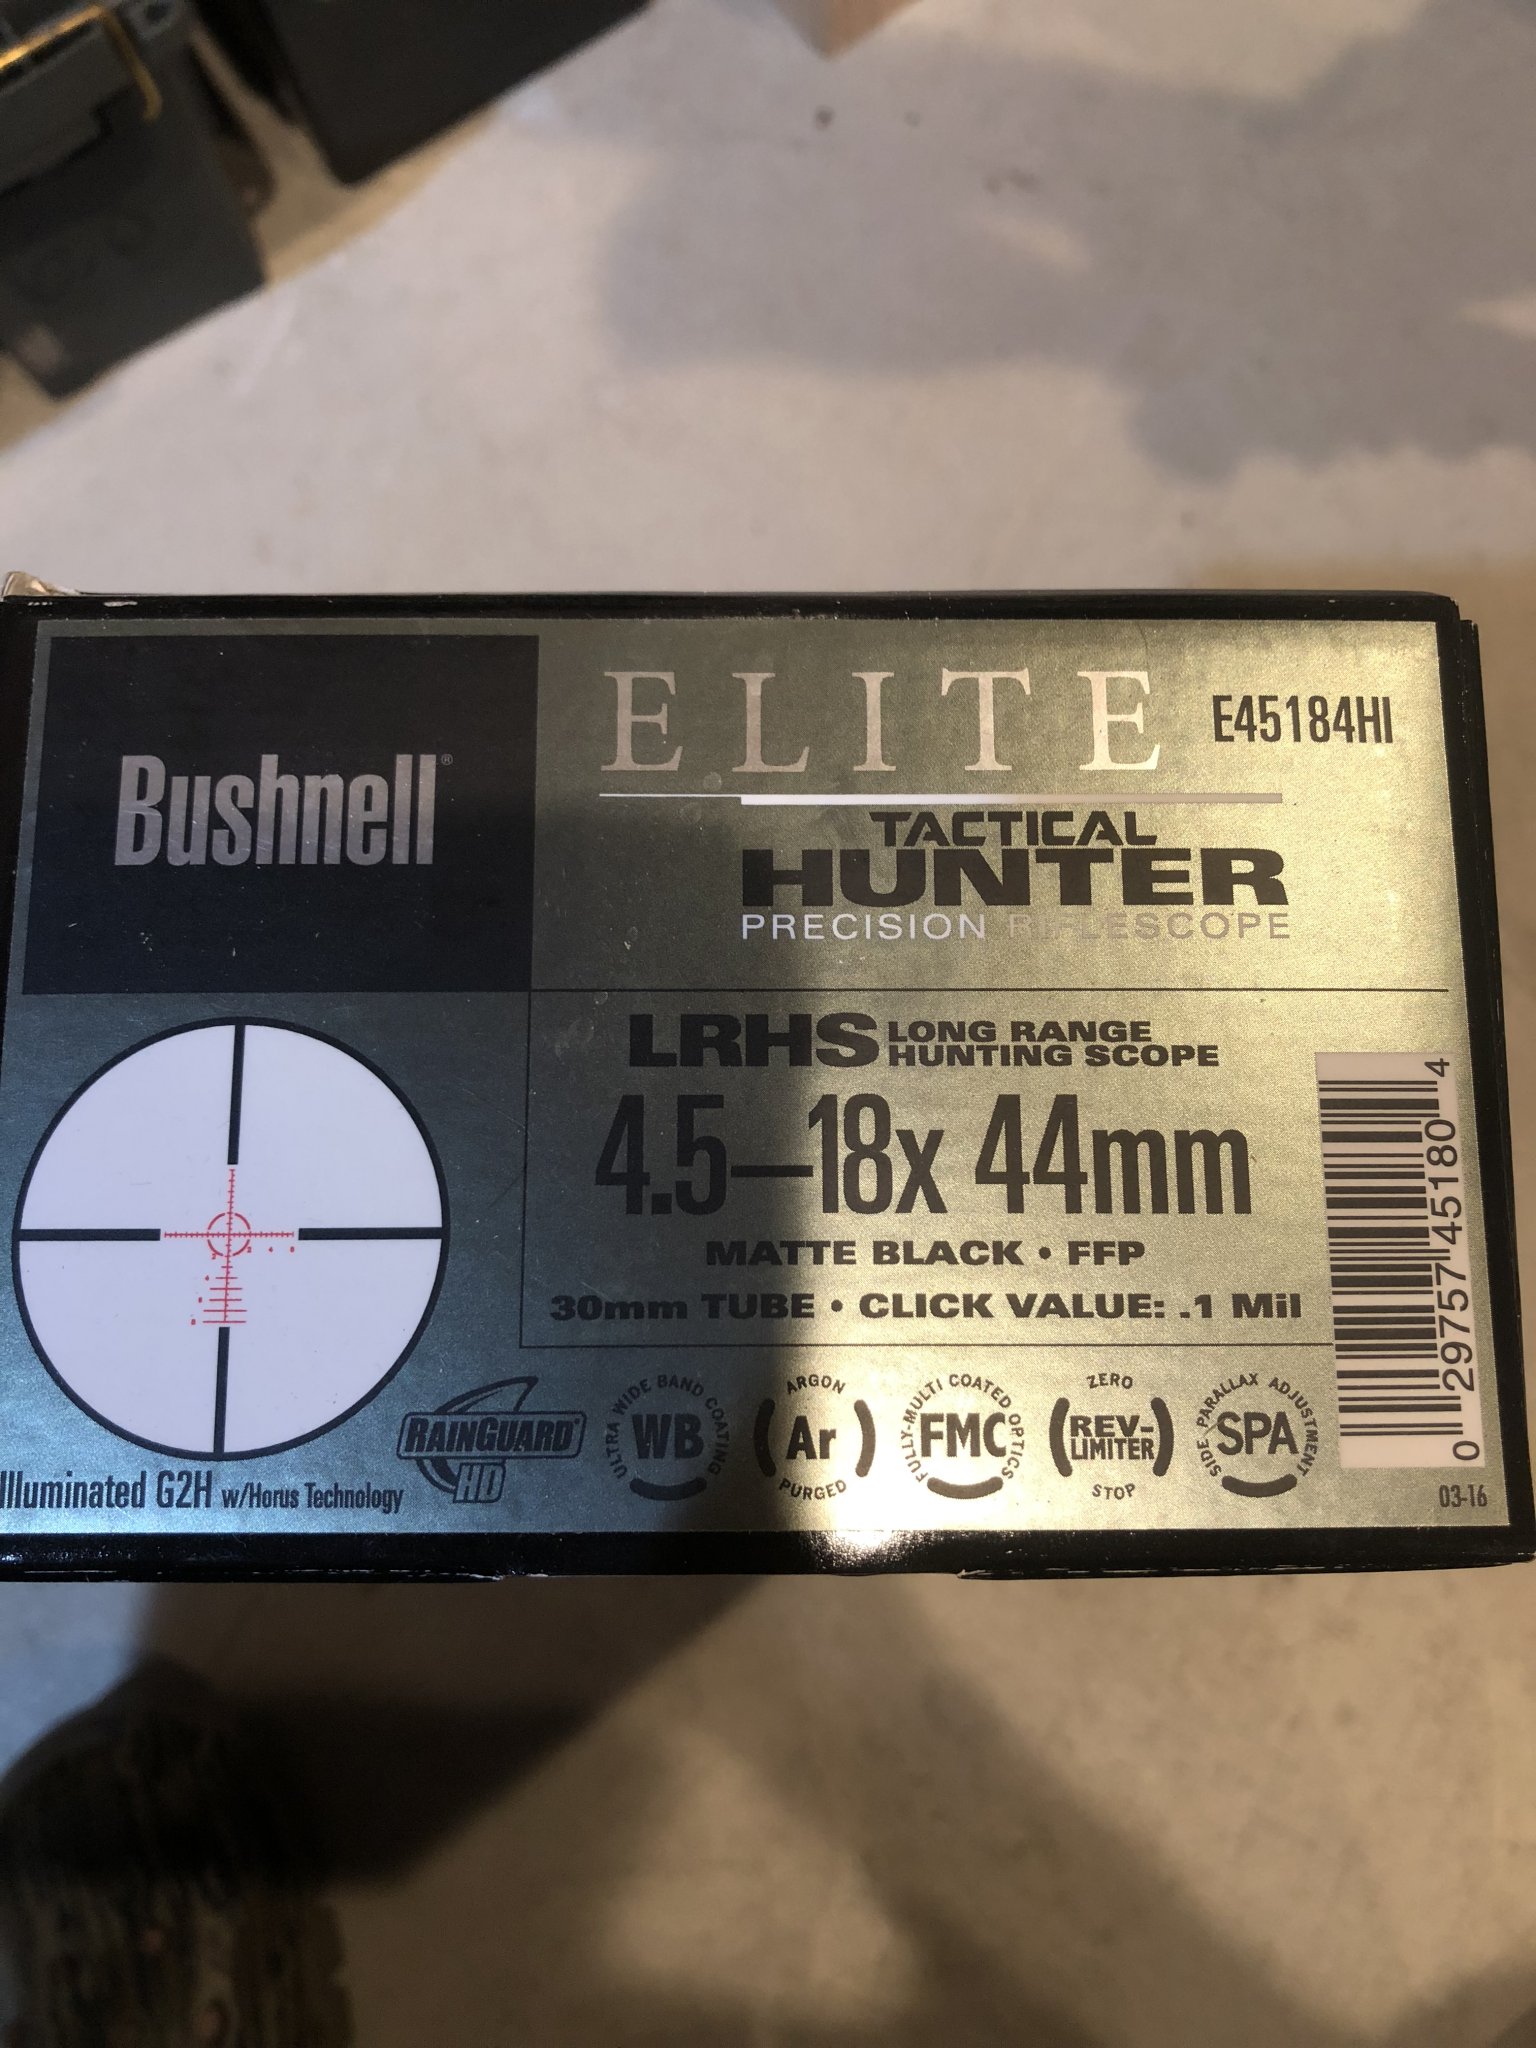 Bushnell®
ELITE E45184HI
TACTICAL
HUNTER
PRECISION RIFLESCOPE
LRHS LONG RANGE
HUNTING SCOPE
4.5–18x 44mm
MATTE BLACK • FFP
30mm TUBE • CLICK VALUE: .1 Mil
Illuminated G2H w/Horus Technology
RAINGUARD®
HD
ULTRA WIDE BAND COATING
WB
ARGON
Ar
PURGED
FULLY-MULTI COATED OPTICS
FMC
ZERO
REV-
LIMITER
STOP
SIDE PARALLAX ADJUSTMENT
SPA
0 29757 45180 4
03-16